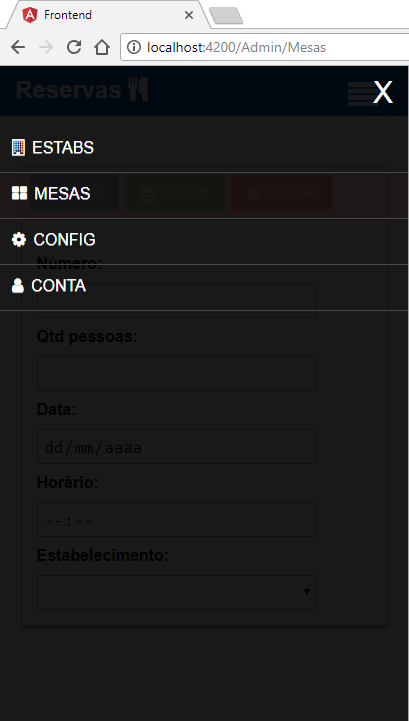 Frontend
localhost:4200/Admin/Mesas
Reservas
X
ESTABS
Salvar
Excluir
MESAS
CONFIG
Número:
CONTA
Qtd pessoas:
Data:
dd/mm/aaaa
Horário:
--:--
Estabelecimento: